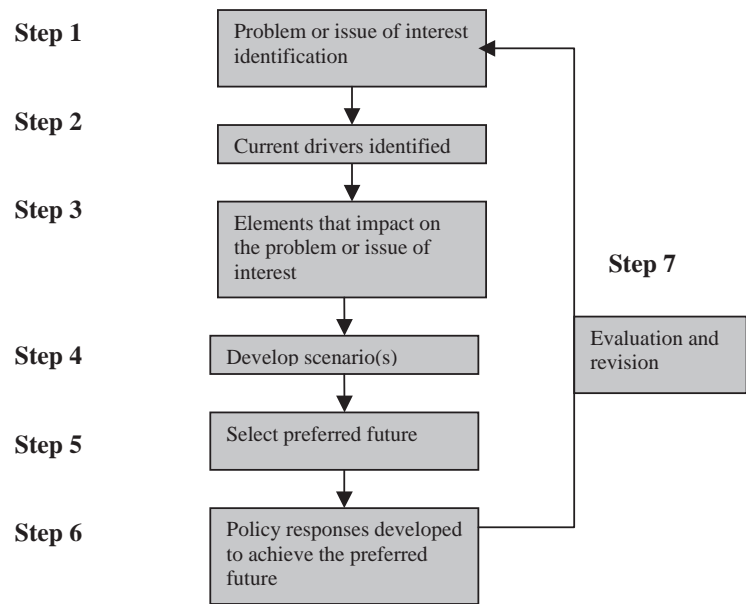 Step 1
Problem or issue of interest
identification
Step 2
Current drivers identified
Step 3
Elements that impact on
the problem or issue of
interest
Step 4
Develop scenario(s)
Step 5
Select preferred future
Step 6
Policy responses developed
to achieve the preferred
future
Step 7
Evaluation and
revision